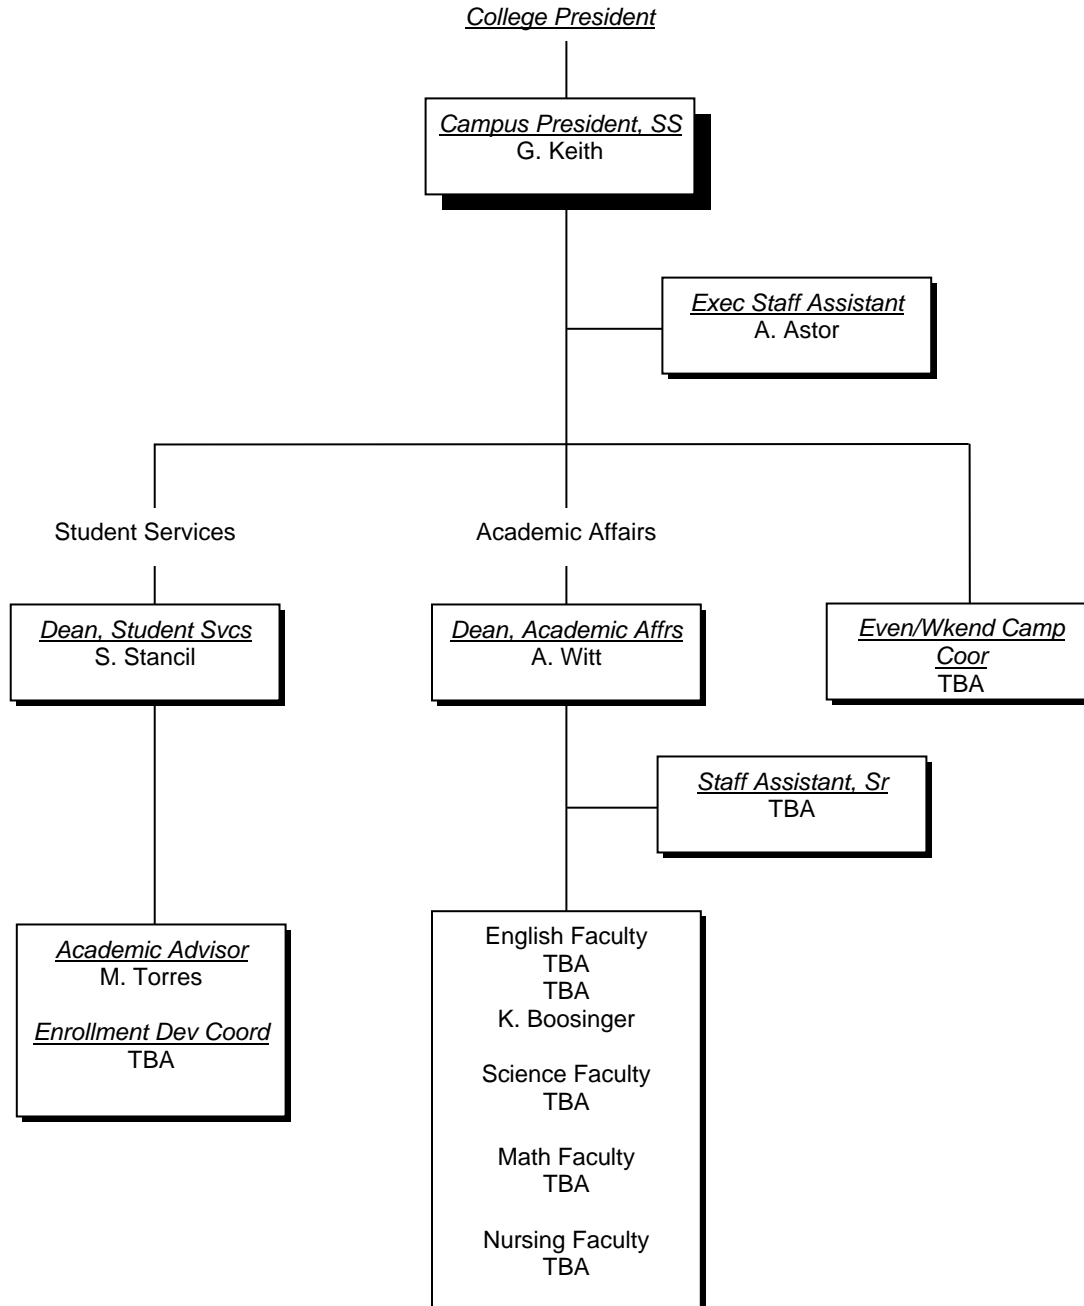 College President
Campus President, SS
G. Keith
Exec Staff Assistant
A. Astor
Student Services
Academic Affairs
Dean, Student Svcs
S. Stancil
Dean, Academic Affrs
A. Witt
Even/Wkend Camp
Coor
TBA
Staff Assistant, Sr
TBA
Academic Advisor
M. Torres
Enrollment Dev Coord
TBA
English Faculty
TBA
TBA
K. Boosinger
Science Faculty
TBA
Math Faculty
TBA
Nursing Faculty
TBA